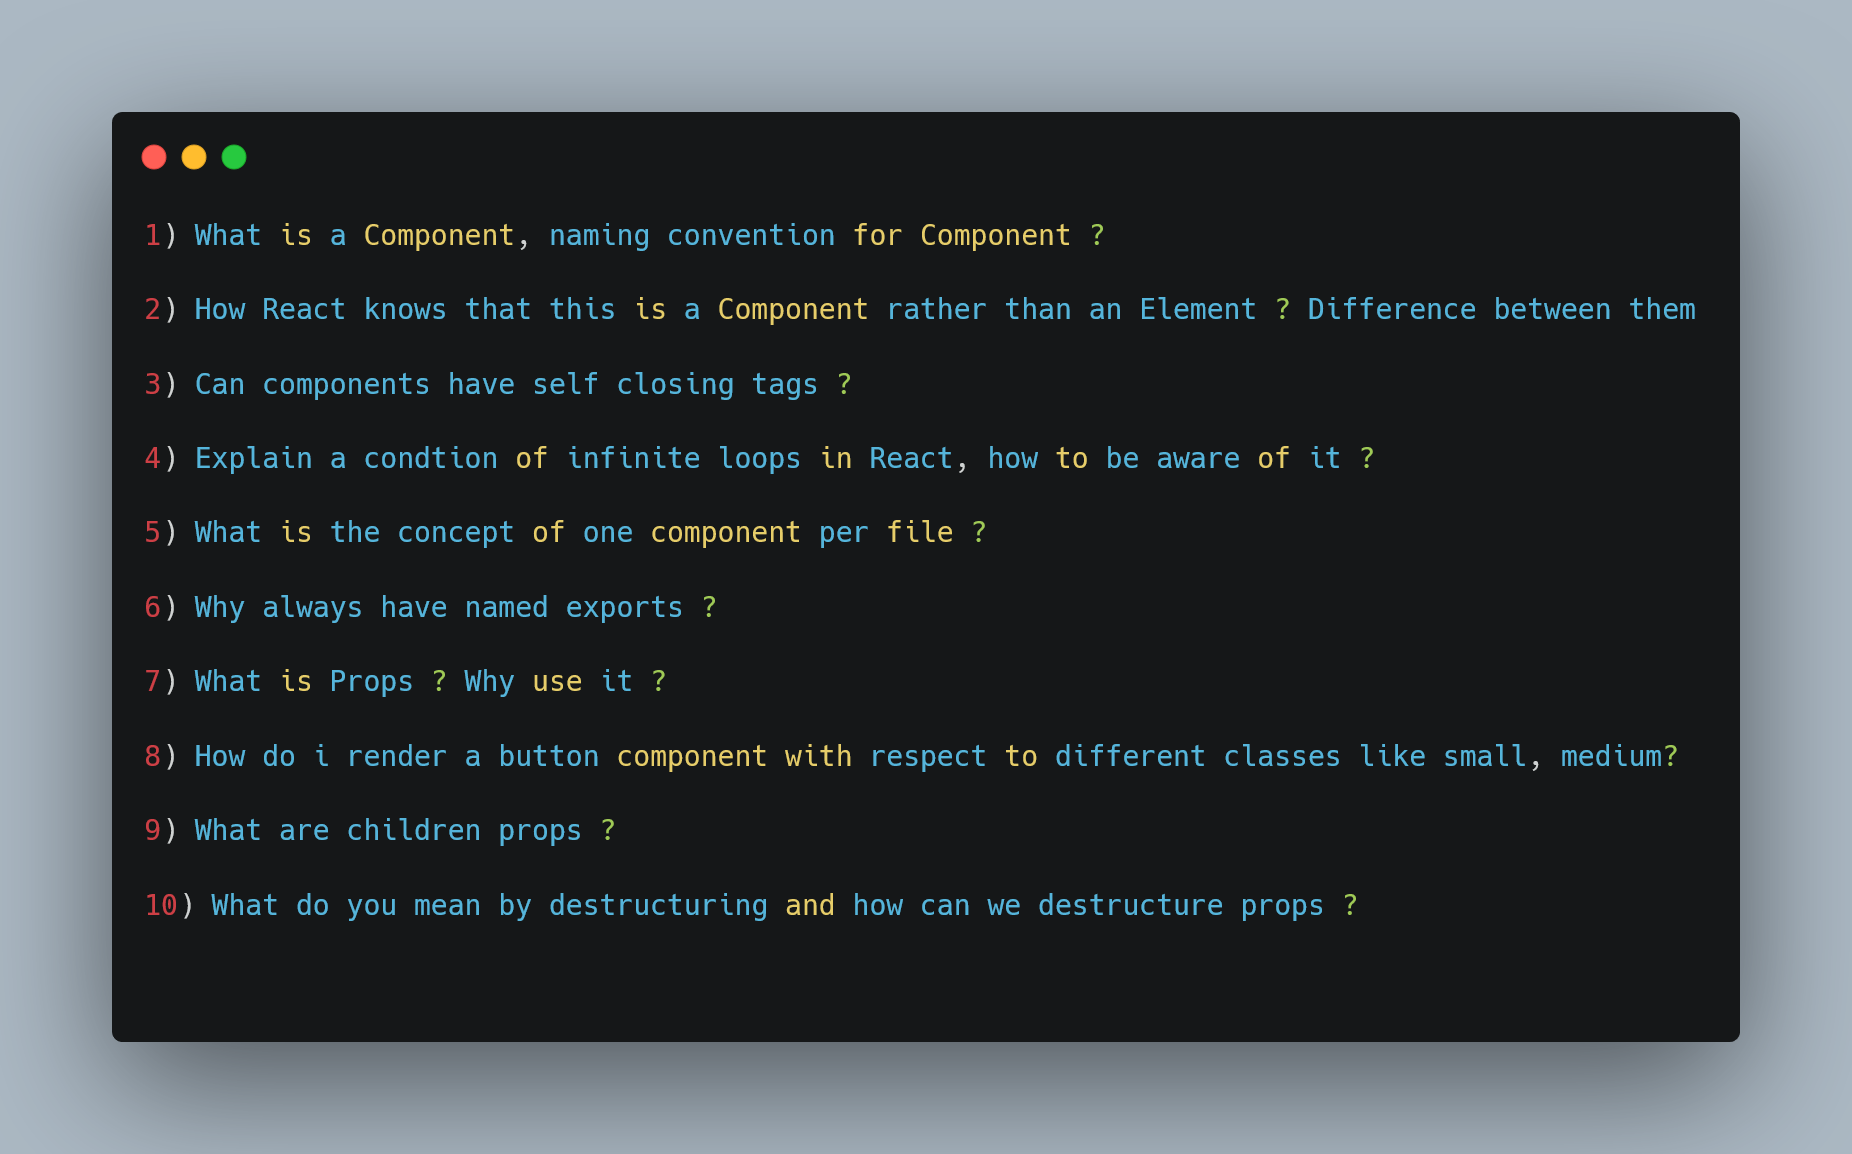 1) What is a Component, naming convention for Component ?
2) How React knows that this is a Component rather than an Element ? Difference between them
3) Can components have self closing tags ?
4) Explain a condtion of infinite loops in React, how to be aware of it ?
5) What is the concept of one component per file ?
6) Why always have named exports ?
7) What is Props ? Why use it ?
8) How do i render a button component with respect to different classes like small, medium?
9) What are children props ?
10) What do you mean by destructuring and how can we destructure props ?